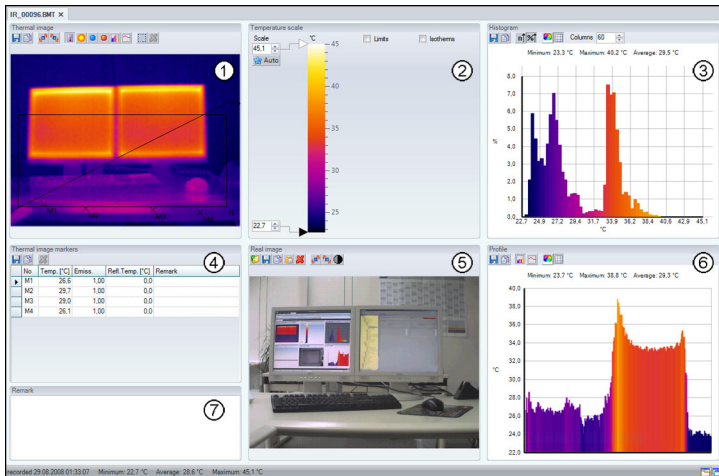 IR_00096.BMT ×
Thermal image
1
M1
M2
M3
M4
Temperature scale
Scale
°C
45,1
Auto
Limits
Isotherms
45
40
35
30
25
22,7
2
Histogram
n°
%
Columns 60
Minimum: 23,3 °C Maximum: 40,2 °C Average: 29,5 °C
3
8,0
7,0
6,0
5,0
4,0
3,0
2,0
1,0
0,0
%
22,7 24,9 27,2 29,4 31,7 33,9 36,1 38,4 40,6 42,9 45,1
°C
Thermal image markers
4
No Temp. [°C] Emiss. Refl.Temp. [°C] Remark
M1 26,6 1,00 0,0
M2 29,7 1,00 0,0
M3 29,0 1,00 0,0
M4 26,1 1,00 0,0
Remark
7
Real image
5
Profile
6
Minimum: 23,7 °C Maximum: 38,8 °C Average: 29,3 °C
40,0
38,0
36,0
34,0
32,0
30,0
28,0
26,0
24,0
22,0
°C
recorded 29.08.2008 01:33:07 Minimum: 22,7 °C Average: 28,6 °C Maximum: 45,1 °C